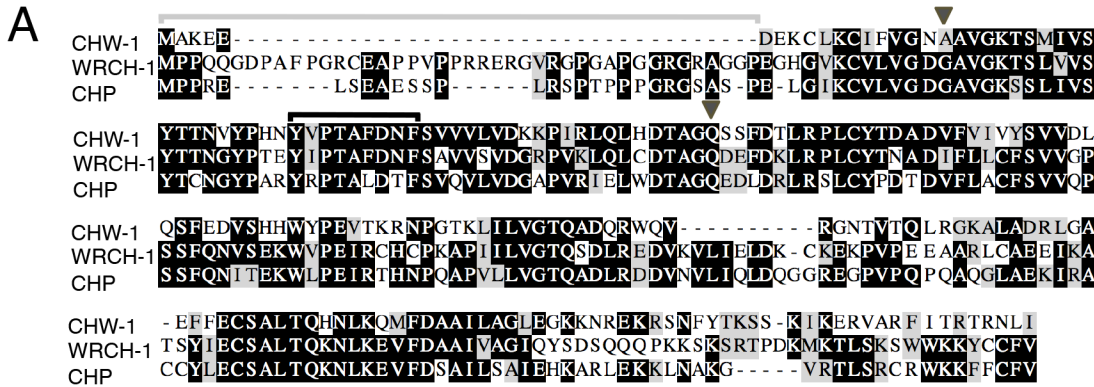 A
CHW-1 MAKEE-------------------------------------DEKCLKCIFVGNAAVGKTSMIVS
WRCH-1 MPPQQGDPAFPGRCEAPPVPPRRERGVRGPGAPGGRGRAGGPEGHGVKCVLVGDGAVGKTSLVVS
CHP MPPRE-------LSEAESSP------LRSPTPPPGRGSAS-PE-LGIKCVLVGDGAVGKSSLIVS
CHW-1 YTTNVYPHNYVPTAFDNFSVVVLVDKKPIRLQLHDTAGQSSFDTLRPLCYTDADVFVIVYSVVDL
WRCH-1 YTTNGYPTEYIPTAFDNFSAVVSVDGRPVKLQLCDTAGQDEFDKLRPLCYTNADIFLLCFSVVGP
CHP YTCNGYPARYRPTALDTFSVQVLVDGAPVRIELWDTAGQEDLDRLRSLCYPDTDVFLACFSVVQP
CHW-1 QSFEDVSHHWYPEVTKRNPGTKLILVGTQADQRWQV----------RGNTVTQLRGKALADRLGA
WRCH-1 SSFQNVSEKWVPEIRCHCPKAPIILVGTQSDLREDVKVLIELDK-CKEKPVPEEAARLCAEEIKA
CHP SSFQNITEKWLPEIRTHNPQAPVLLVGTQADLRDDVNVLIQLDQGGREGPVPQPQAQGLAEKIRA
CHW-1 -EFFECSALTQHNLKQMFDAAILAGLEGKKNREKRSNFYTKSS-KIKERVARFITRTRNLI
WRCH-1 TSYIECSALTQKNLKEVFDAAIVAGIQYSDSQQQPKKSKSRTPDKMKTLSKSWWKKYCCFV
CHP CCYLECSALTQKNLKEVFDSAILSAIEHKARLEKKLNAKG-----VRTLSRCRWKKFFCFV